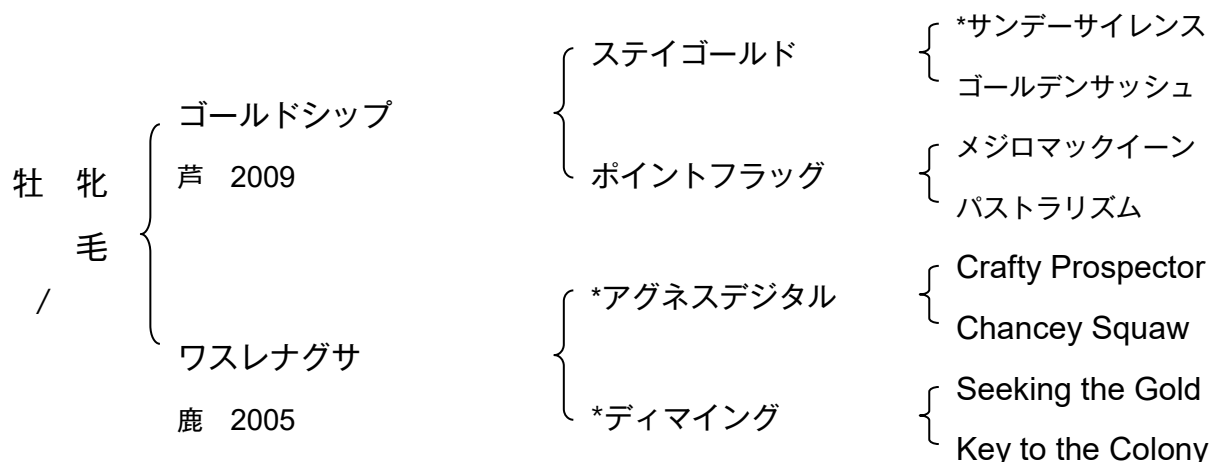 牡 牝
毛
/
ゴールドシップ
芦 2009
ワスレナグサ
鹿 2005
ステイゴールド
ポイントフラッグ
*アグネスデジタル
*ディマイング
*サンデーサイレンス
ゴールデンサッシュ
メジロマックイーン
パストラリズム
Crafty Prospector
Chancey Squaw
Seeking the Gold
Key to the Colony